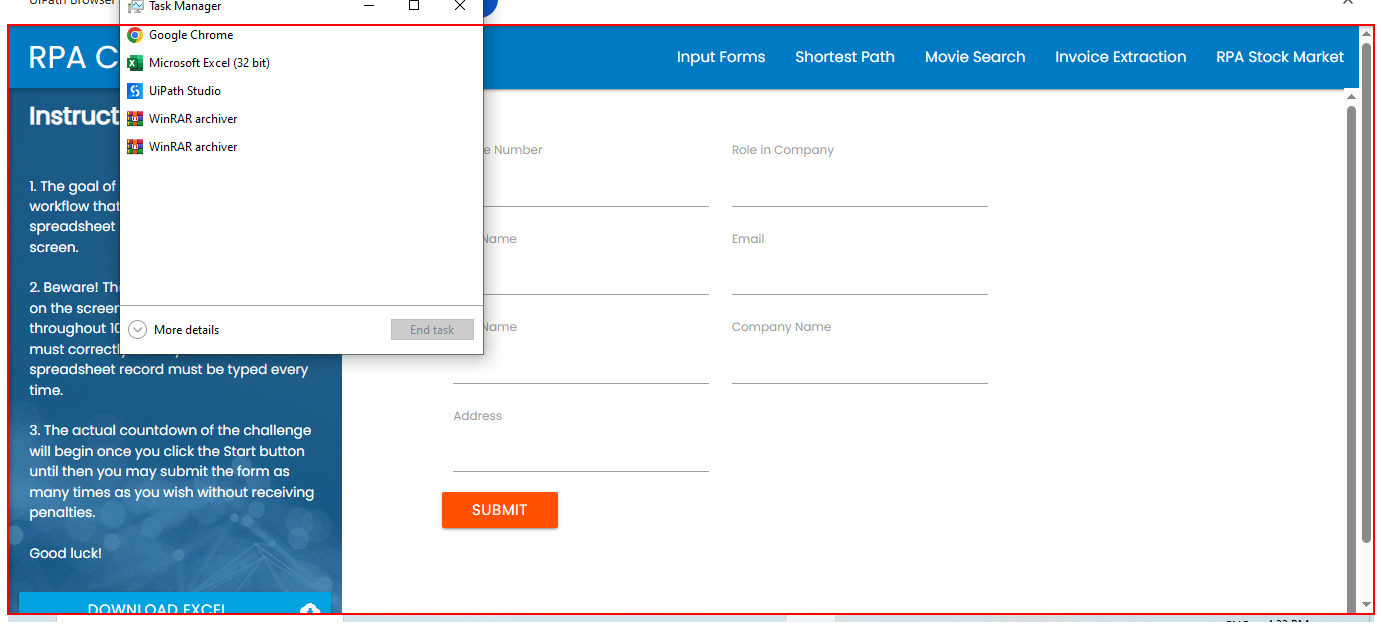 UiPath Browser
Task Manager
Google Chrome
Microsoft Excel (32 bit)
UiPath Studio
WinRAR archiver
WinRAR archiver
More details
End task
RPA C
Input Forms
Shortest Path
Movie Search
Invoice Extraction
RPA Stock Market
Instruct
1. The goal of
workflow that
spreadsheet
screen.
2. Beware! Th
on the screen
throughout 10
must correctl
spreadsheet record must be typed every
time.
3. The actual countdown of the challenge
will begin once you click the Start button
until then you may submit the form as
many times as you wish without receiving
penalties.
Good luck!
DOWNLOAD EXCEL
e Number
Role in Company
Name
Email
Name
Company Name
Address
SUBMIT